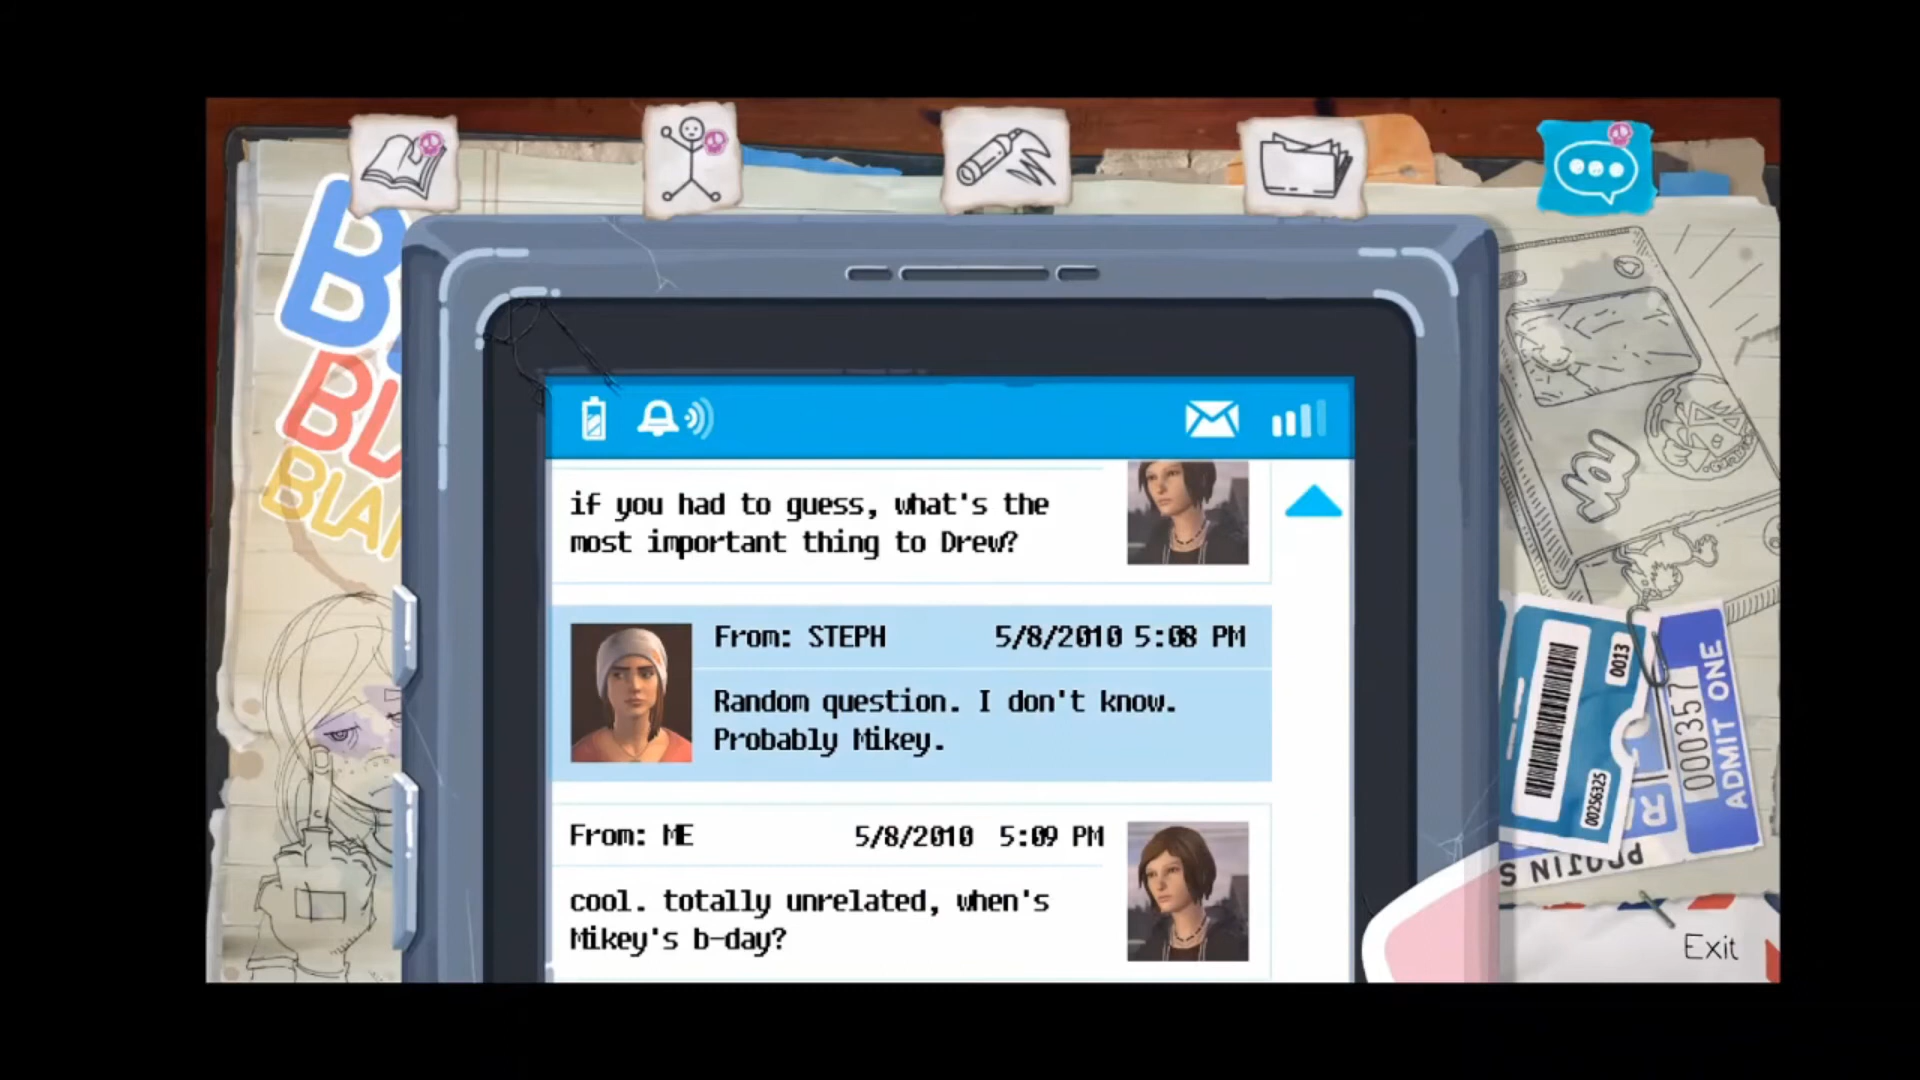 if you had to guess, what's the
most important thing to Drew?
From: STEPH 5/8/2010 5:08 PM
Random question. I don't know.
Probably Mikey.
From: ME 5/8/2010 5:09 PM
cool. totally unrelated, when's
Mikey's b-day?
BL
BLA
0013
00256325
000357
ADMIT ONE
Exit